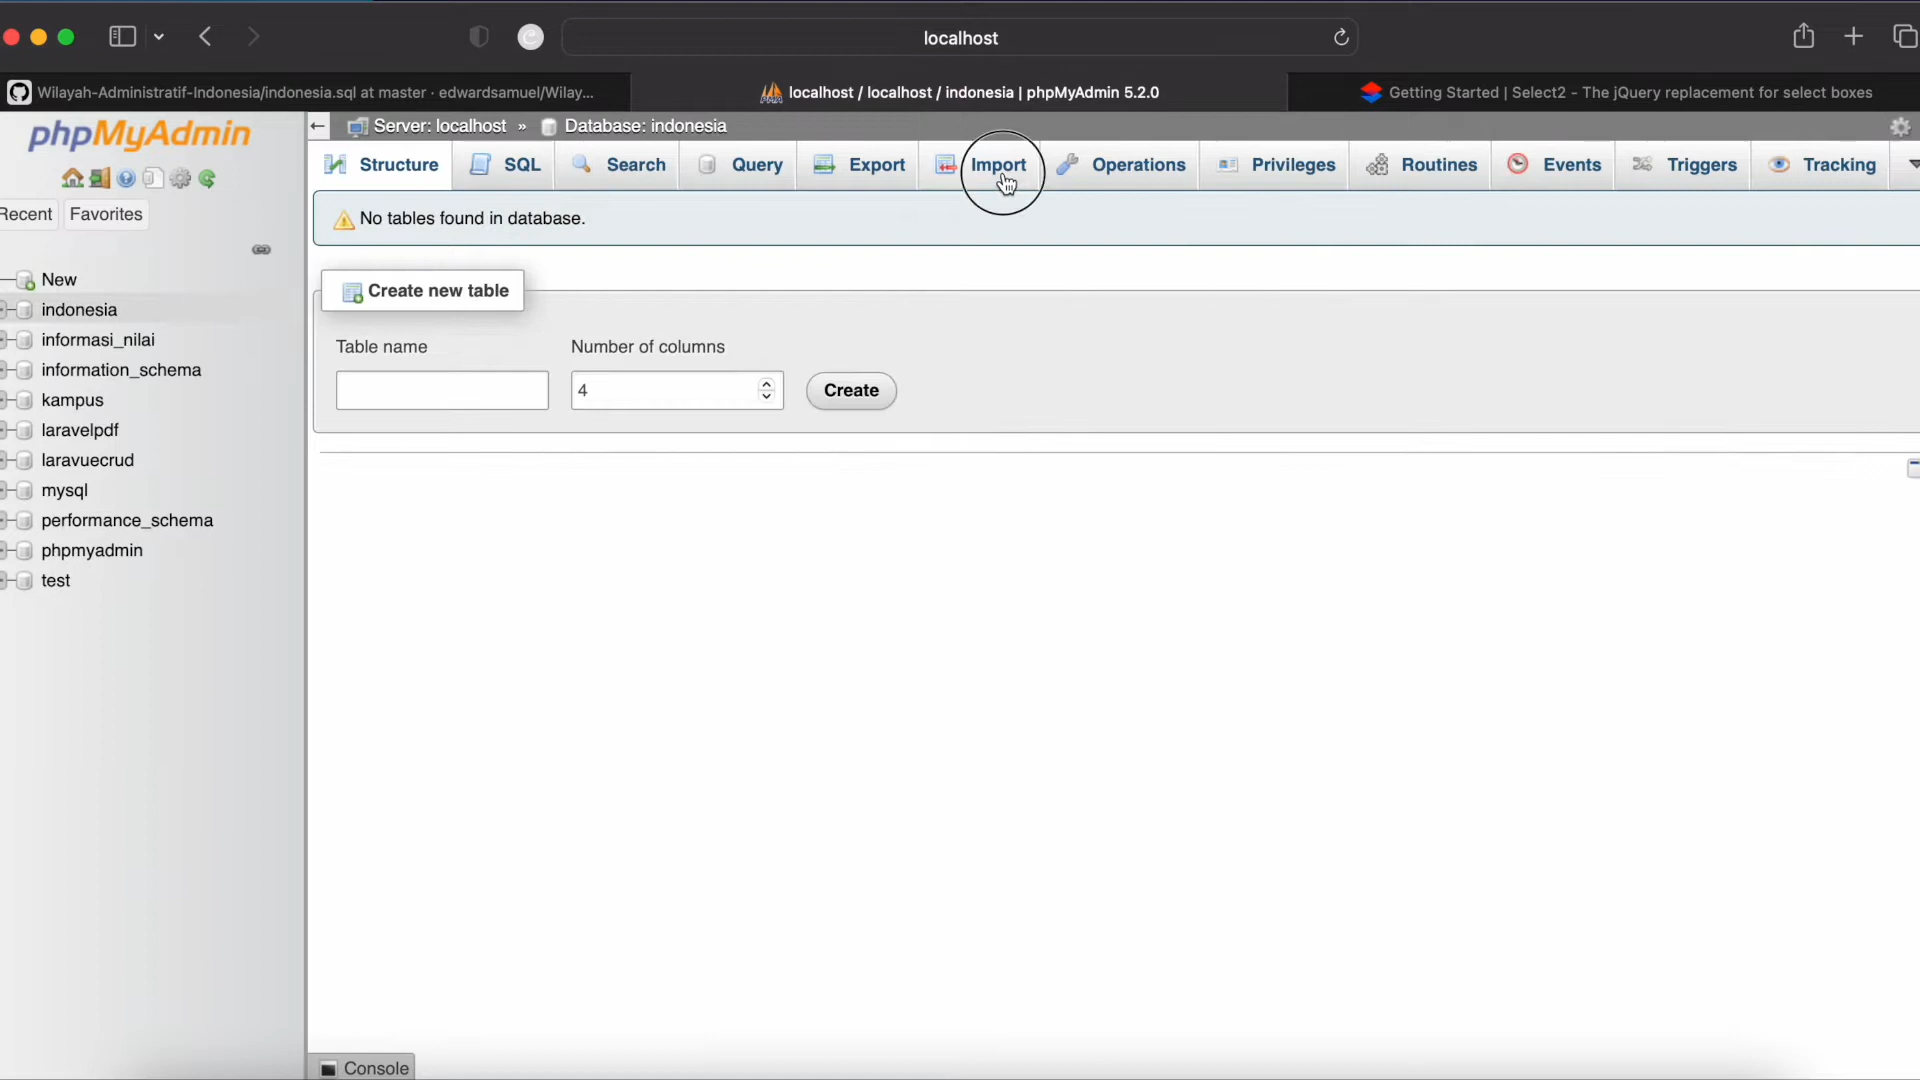 localhost
Wilayah-Administratif-Indonesia/indonesia.sql at master · edwardsamuel/Wilay...
localhost / localhost / indonesia | phpMyAdmin 5.2.0
Getting Started | Select2 - The jQuery replacement for select boxes
phpMyAdmin
Server: localhost » Database: indonesia
Structure
SQL
Search
Query
Export
Import
Operations
Privileges
Routines
Events
Triggers
Tracking
Recent
Favorites
No tables found in database.
New
indonesia
informasi_nilai
information_schema
kampus
laravelpdf
laravuecrud
mysql
performance_schema
phpmyadmin
test
Create new table
Table name
Number of columns
4
Create
Console